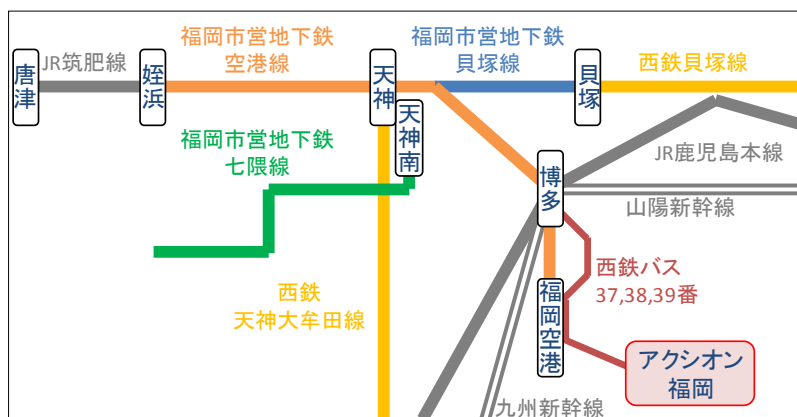 福岡市営地下鉄
空港線
福岡市営地下鉄
貝塚線
JR筑肥線
西鉄貝塚線
唐津
姪浜
天神
貝塚
天神南
福岡市営地下鉄
七隈線
JR鹿児島本線
博多
山陽新幹線
西鉄バス
37,38,39番
西鉄
天神大牟田線
福岡空港
アクシオン
福岡
九州新幹線